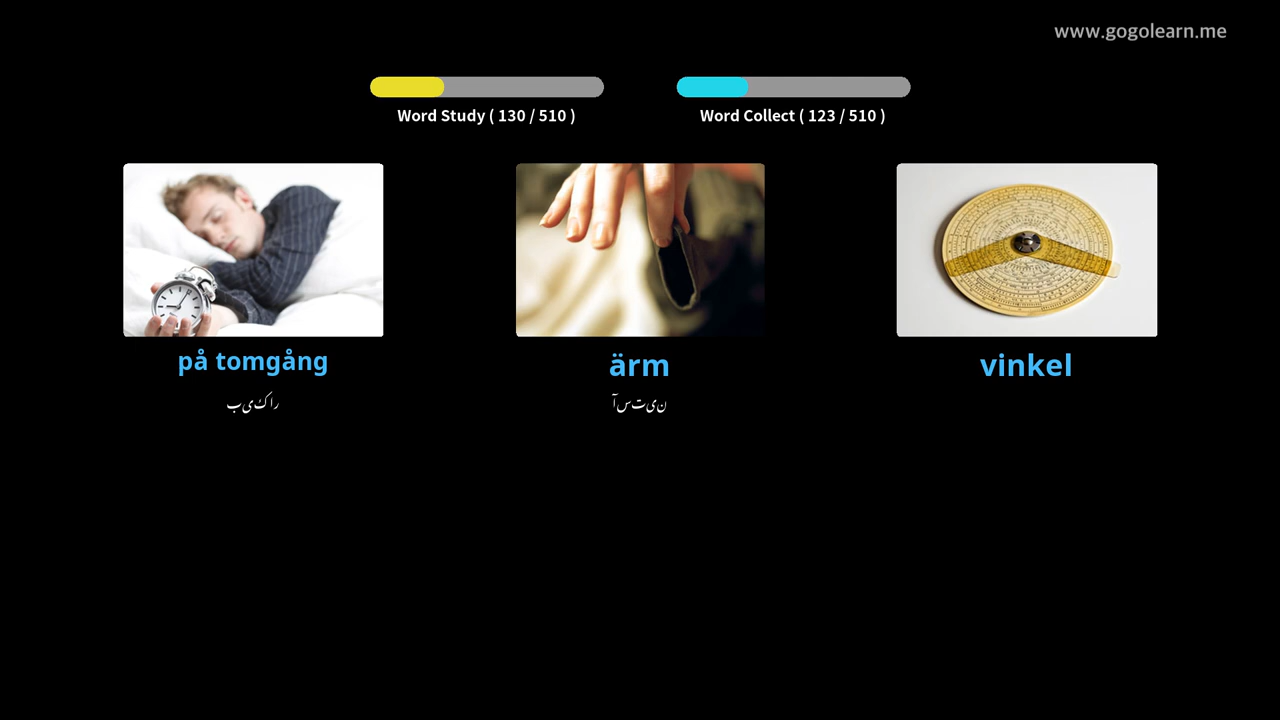 www.gogolearn.me
Word Study ( 130 / 510 )
Word Collect ( 123 / 510 )
på tomgång
ärm
vinkel
بیکار
آستین